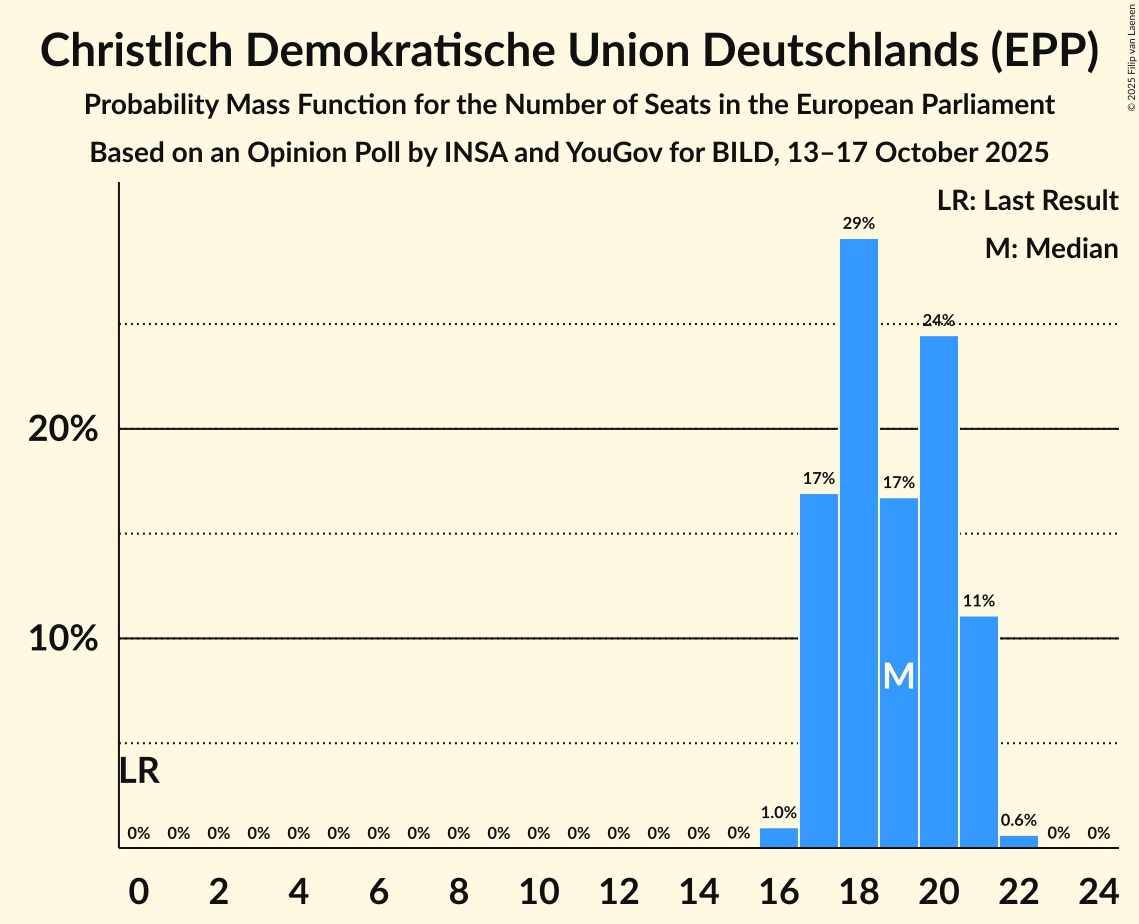 Christlich Demokratische Union Deutschlands (EPP)
Probability Mass Function for the Number of Seats in the European Parliament
Based on an Opinion Poll by INSA and YouGov for BILD, 13–17 October 2025
© 2025 Filip van Laenen
LR: Last Result
M: Median
29%
24%
20%
17%
17%
11%
10%
M
LR
1.0%
0.6%
0% 0% 0% 0% 0% 0% 0% 0% 0% 0% 0% 0% 0% 0% 0% 0% 0% 0%
0 2 4 6 8 10 12 14 16 18 20 22 24